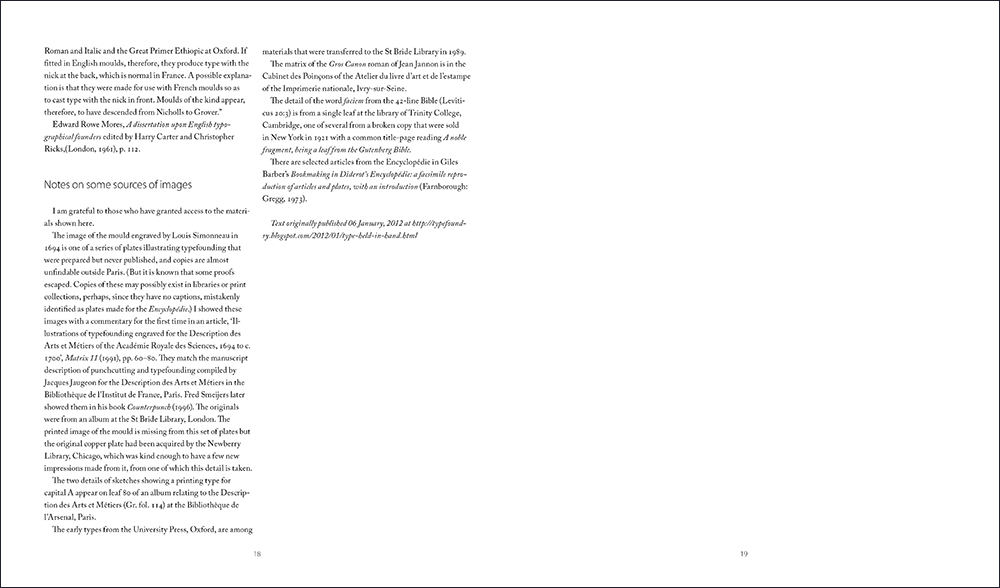 Roman and Italic and the Great Primer Ethiopic at Oxford. If
fitted in English moulds, therefore, they produce type with the
nick at the back, which is normal in France. A possible explana-
tion is that they were made for use with French moulds so as
to cast type with the nick in front. Moulds of the kind appear,
therefore, to have descended from Nicholls to Grover.”
Edward Rowe Mores, A dissertation upon English typo-
graphical founders edited by Harry Carter and Christopher
Ricks,(London, 1961), p. 112.
Notes on some sources of images
I am grateful to those who have granted access to the materi-
als shown here.
The image of the mould engraved by Louis Simonneau in
1694 is one of a series of plates illustrating typefounding that
were prepared but never published, and copies are almost
unfindable outside Paris. (But it is known that some proofs
escaped. Copies of these may possibly exist in libraries or print
collections, perhaps, since they have no captions, mistakenly
identified as plates made for the Encyclopédie.) I showed these
images with a commentary for the first time in an article, ‘Il-
lustrations of typefounding engraved for the Description des
Arts et Métiers of the Académie Royale des Sciences, 1694 to c.
1700’, Matrix 11 (1991), pp. 60–80. They match the manuscript
description of punchcutting and typefounding compiled by
Jacques Jaugeon for the Description des Arts et Métiers in the
Bibliothèque de l’Institut de France, Paris. Fred Smeijers later
showed them in his book Counterpunch (1996). The originals
were from an album at the St Bride Library, London. The
printed image of the mould is missing from this set of plates but
the original copper plate had been acquired by the Newberry
Library, Chicago, which was kind enough to have a few new
impressions made from it, from one of which this detail is taken.
The two details of sketches showing a printing type for
capital A appear on leaf 80 of an album relating to the Descrip-
tion des Arts et Métiers (Gr. fol. 114) at the Bibliothèque de
l’Arsenal, Paris.
The early types from the University Press, Oxford, are among
materials that were transferred to the St Bride Library in 1989.
The matrix of the Gros Canon roman of Jean Jannon is in the
Cabinet des Poinçons of the Atelier du livre d’art et de l’estampe
of the Imprimerie nationale, Ivry-sur-Seine.
The detail of the word faciem from the 42-line Bible (Leviti-
cus 20:3) is from a single leaf at the library of Trinity College,
Cambridge, one of several from a broken copy that were sold
in New York in 1921 with a common title-page reading A noble
fragment, being a leaf from the Gutenberg Bible.
There are selected articles from the Encyclopédie in Giles
Barber’s Bookmaking in Diderot’s Encyclopédie: a facsimile repro-
duction of articles and plates, with an introduction (Farnborough:
Gregg, 1973).
Text originally published 06 January, 2012 at http://typefound-
ry.blogspot.com/2012/01/type-held-in-hand.html
18
19